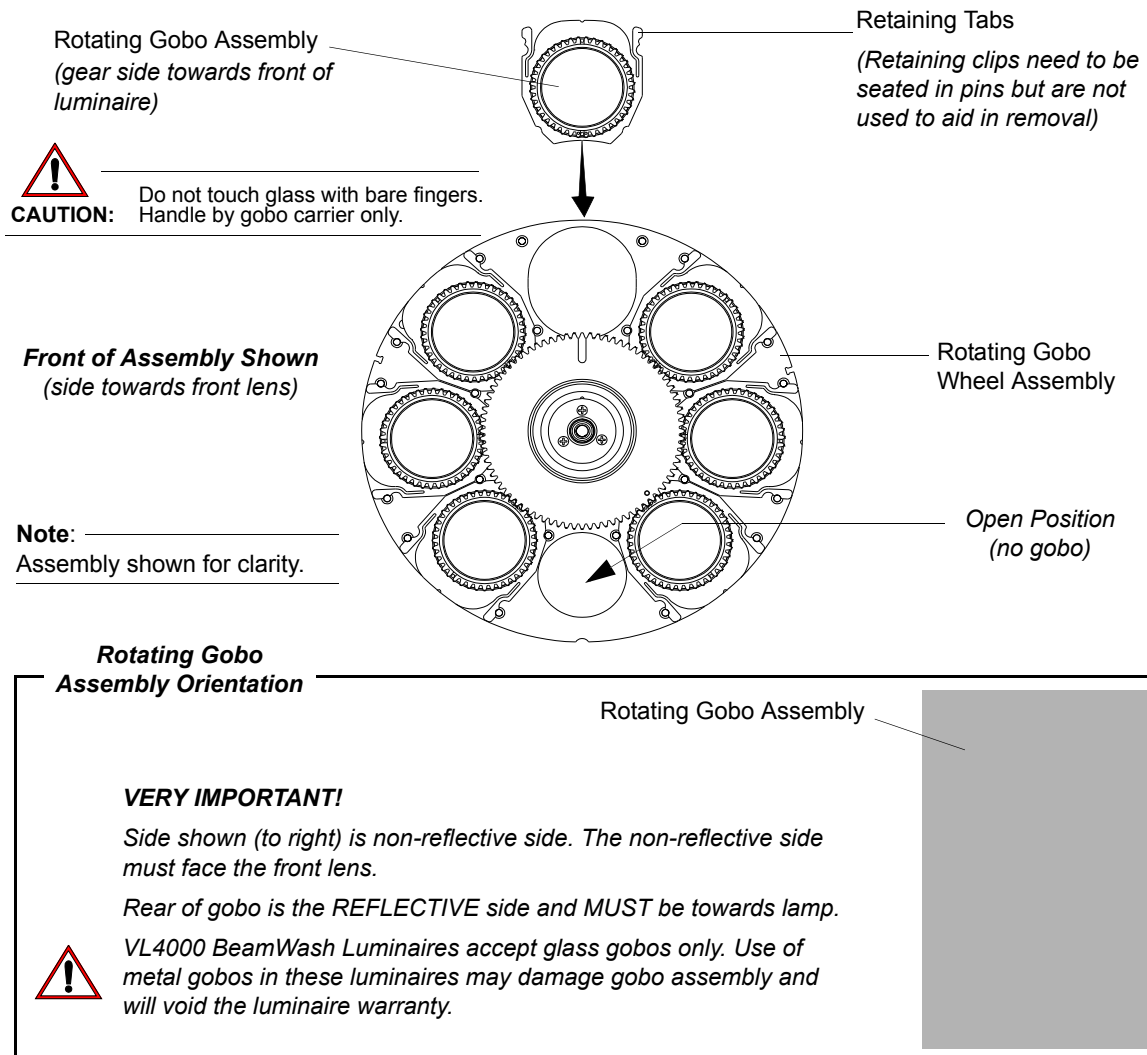 Rotating Gobo Assembly
(gear side towards front of
luminaire)
Retaining Tabs
(Retaining clips need to be
seated in pins but are not
used to aid in removal)
CAUTION:
Do not touch glass with bare fingers.
Handle by gobo carrier only.
Front of Assembly Shown
(side towards front lens)
Rotating Gobo
Wheel Assembly
Note:
Assembly shown for clarity.
Open Position
(no gobo)
Rotating Gobo
Assembly Orientation
Rotating Gobo Assembly
VERY IMPORTANT!
Side shown (to right) is non-reflective side. The non-reflective side
must face the front lens.
Rear of gobo is the REFLECTIVE side and MUST be towards lamp.
VL4000 BeamWash Luminaires accept glass gobos only. Use of
metal gobos in these luminaires may damage gobo assembly and
will void the luminaire warranty.